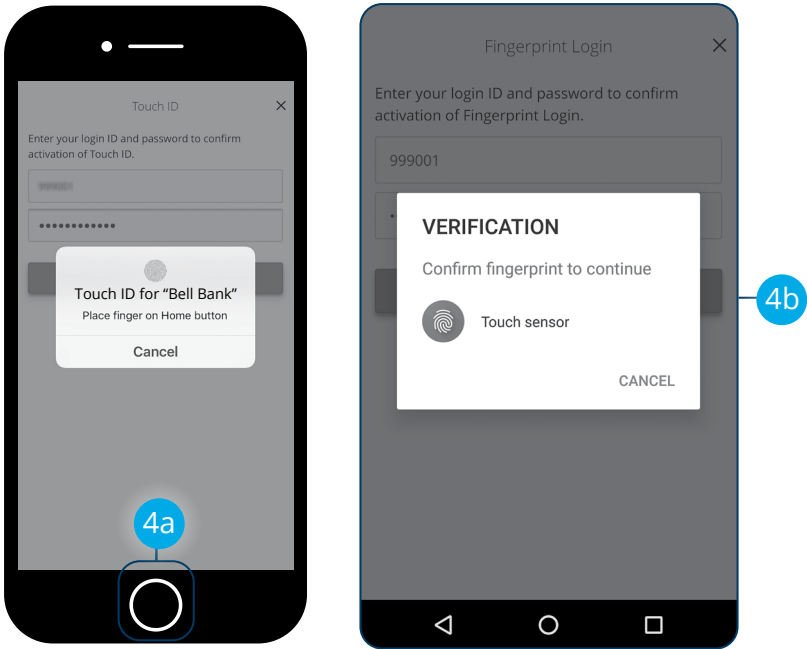 Touch ID
Enter your login ID and password to confirm
activation of Touch ID.
••••••••••••
Touch ID for “Bell Bank”
Place finger on Home button
Cancel
4a
Fingerprint Login
Enter your login ID and password to confirm
activation of Fingerprint Login.
999001
VERIFICATION
Confirm fingerprint to continue
Touch sensor
CANCEL
4b